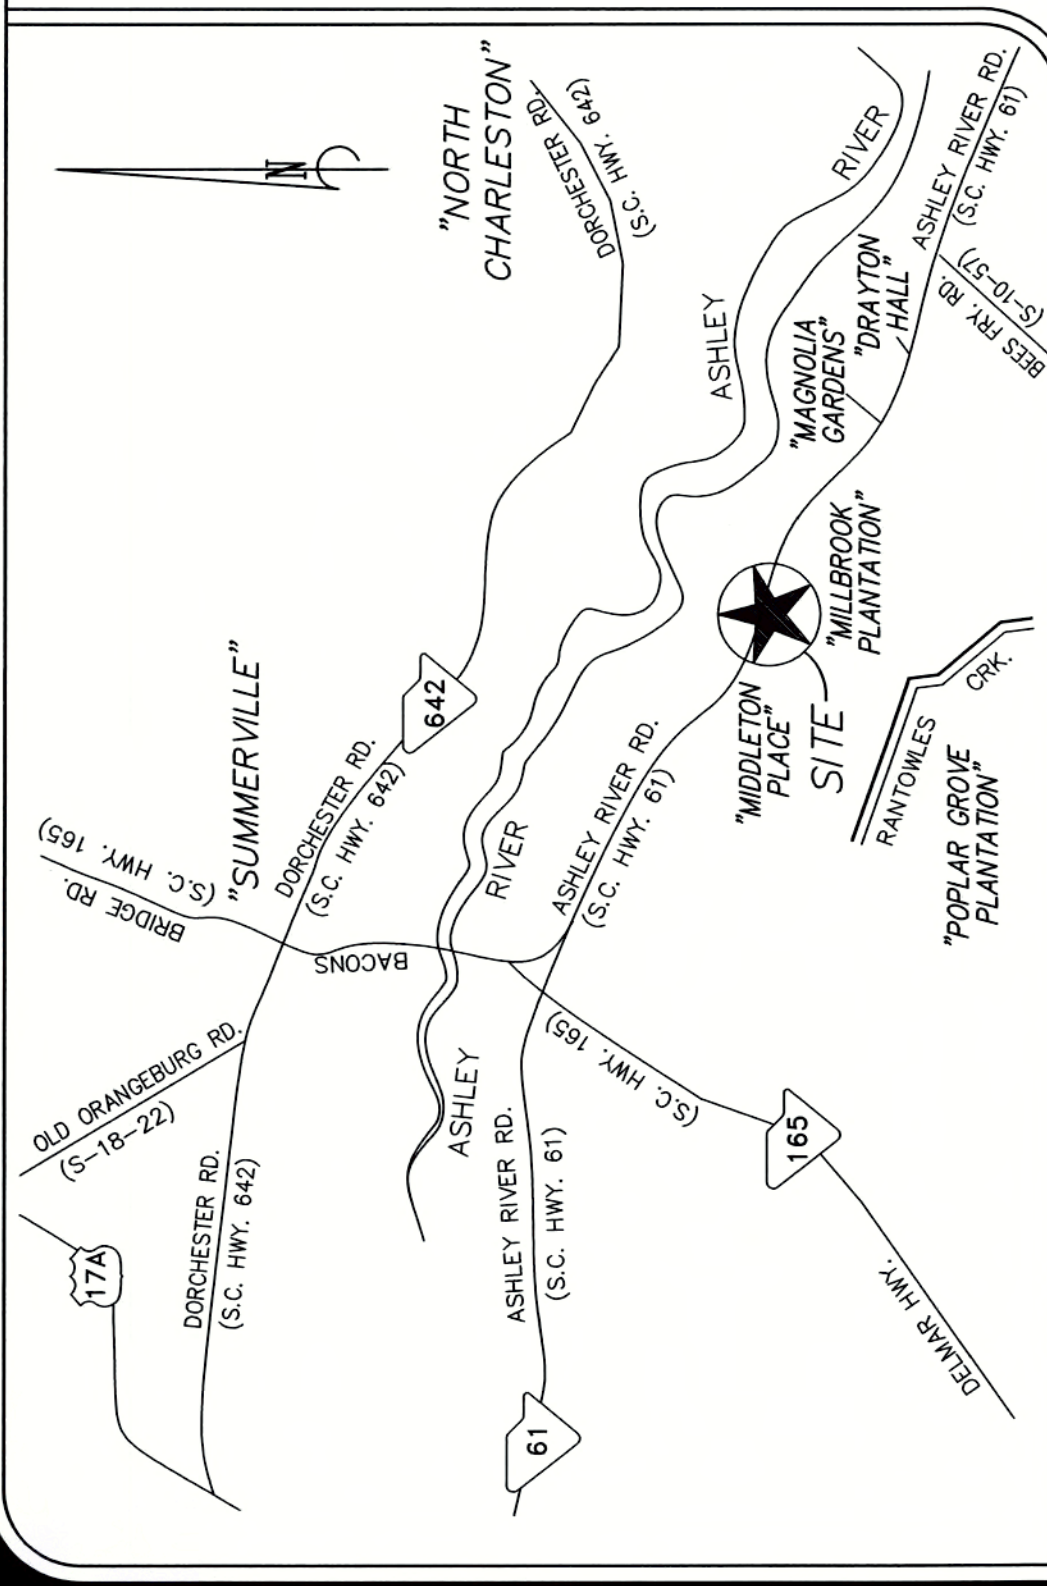 N
"NORTH
CHARLESTON"
DORCHESTER RD.
(S.C. HWY. 642)
"SUMMERVILLE"
BRIDGE RD.
(S.C. HWY. 165)
BACONS
OLD ORANGEBURG RD.
(S-18-22)
17A
DORCHESTER RD.
(S.C. HWY. 642)
DORCHESTER RD.
(S.C. HWY. 642)
642
ASHLEY
RIVER
ASHLEY
RIVER
ASHLEY RIVER RD.
(S.C. HWY. 61)
61
ASHLEY RIVER RD.
(S.C. HWY. 61)
ASHLEY RIVER RD.
(S.C. HWY. 61)
"MAGNOLIA
GARDENS"
"DRAYTON
HALL"
BEES FRY. RD.
(S-10-57)
"MIDDLETON
PLACE"
SITE
"MILLBROOK
PLANTATION"
RANTOWLES
CRK.
"POPLAR GROVE
PLANTATION"
(S.C. HWY. 165)
165
DELMAR HWY.